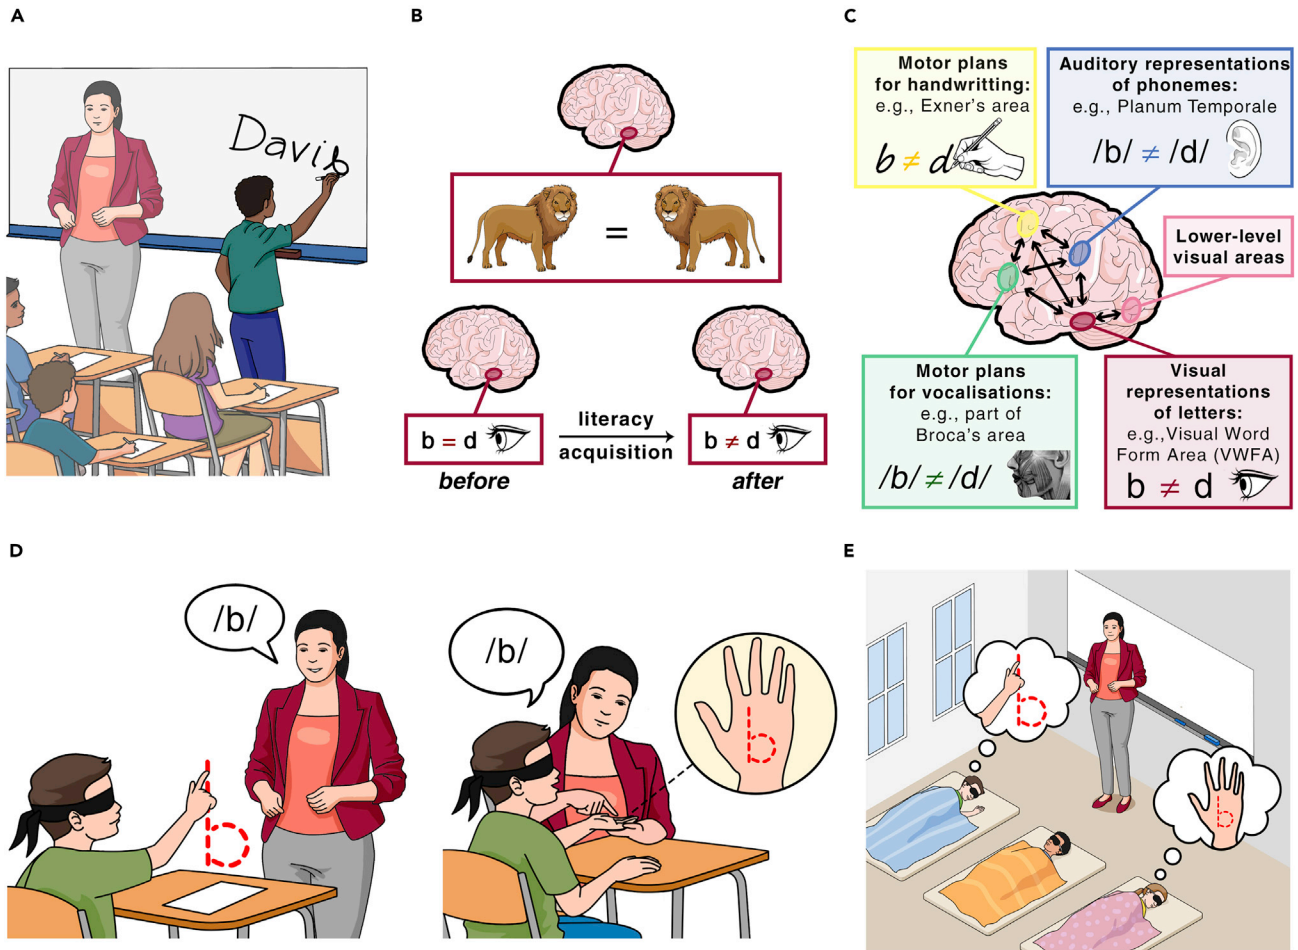 A
Davib
B
=
b = d
before
literacy
acquisition
b ≠ d
after
C
Motor plans
for handwritting:
e.g., Exner's area
b ≠ d
Auditory representations
of phonemes:
e.g., Planum Temporale
/b/ ≠ /d/
Lower-level
visual areas
Motor plans
for vocalisations:
e.g., part of
Broca's area
/b/ ≠ /d/
Visual
representations
of letters:
e.g.,Visual Word
Form Area (VWFA)
b ≠ d
D
/b/
b
/b/
b
E
b
b